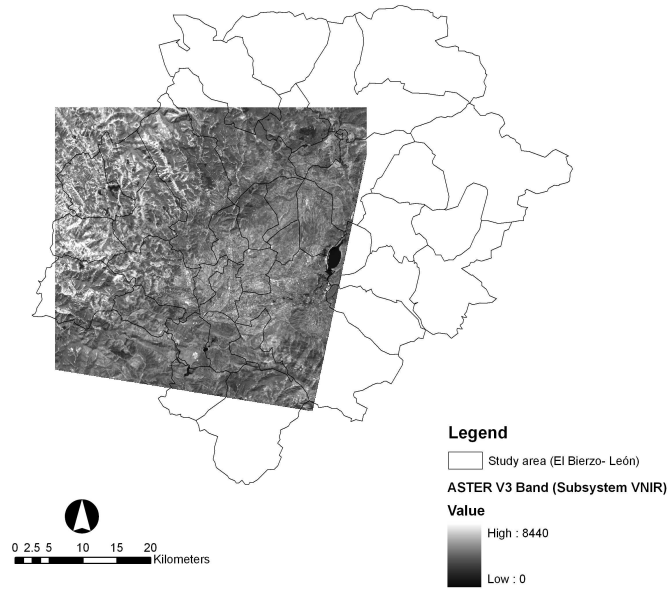 Legend
Study area (El Bierzo- León)
ASTER V3 Band (Subsystem VNIR)
Value
High : 8440
Low : 0
0 2.5 5 10 15 20
Kilometers